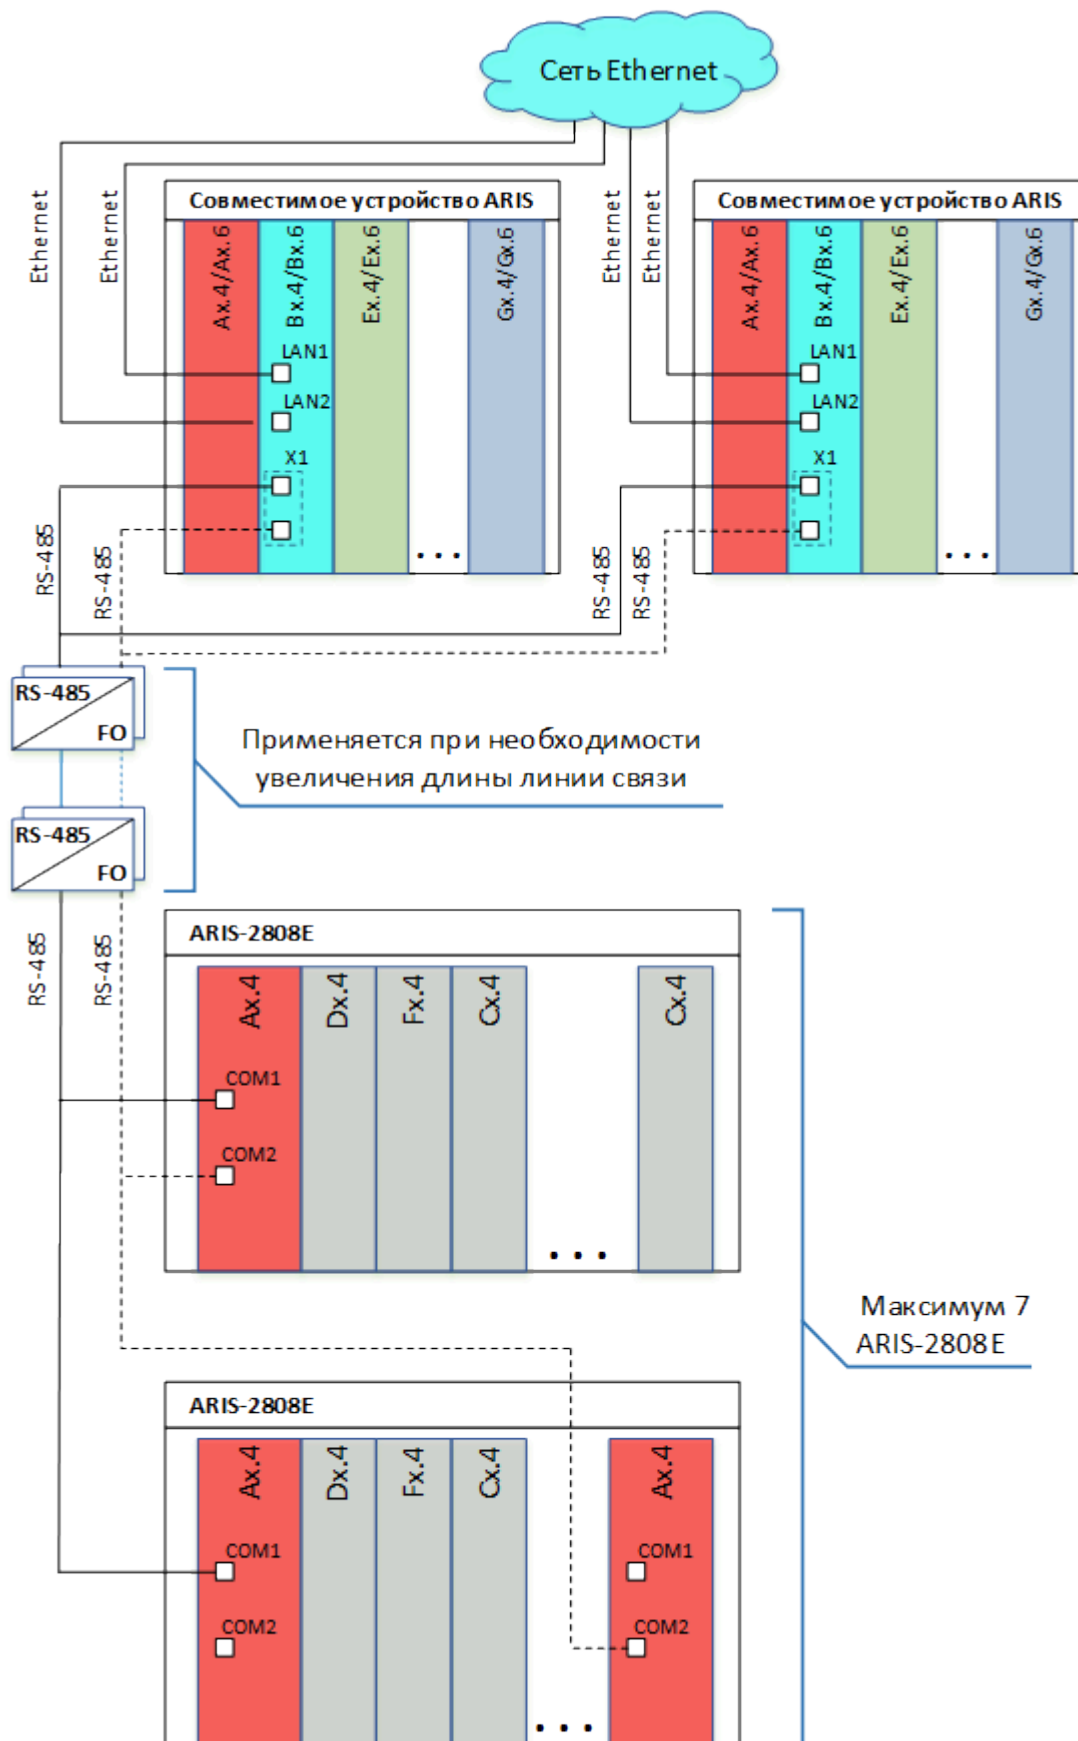 Сеть Ethernet
Ethernet
Ethernet
Ethernet
Ethernet
Совместимое устройство ARIS
Ax.4/Ax.6
Bx.4/Bx.6
Ex.4/Ex.6
Gx.4/Gx.6
LAN1
LAN2
X1
...
Совместимое устройство ARIS
Ax.4/Ax.6
Bx.4/Bx.6
Ex.4/Ex.6
Gx.4/Gx.6
LAN1
LAN2
X1
...
RS-485
RS-485
RS-485
RS-485
RS-485
FO
RS-485
FO
Применяется при необходимости
увеличения длины линии связи
RS-485
RS-485
ARIS-2808E
Ax.4
Dx.4
Fx.4
Cx.4
Cx.4
COM1
COM2
...
Максимум 7
ARIS-2808E
ARIS-2808E
Ax.4
Dx.4
Fx.4
Cx.4
Ax.4
COM1
COM2
COM1
COM2
...